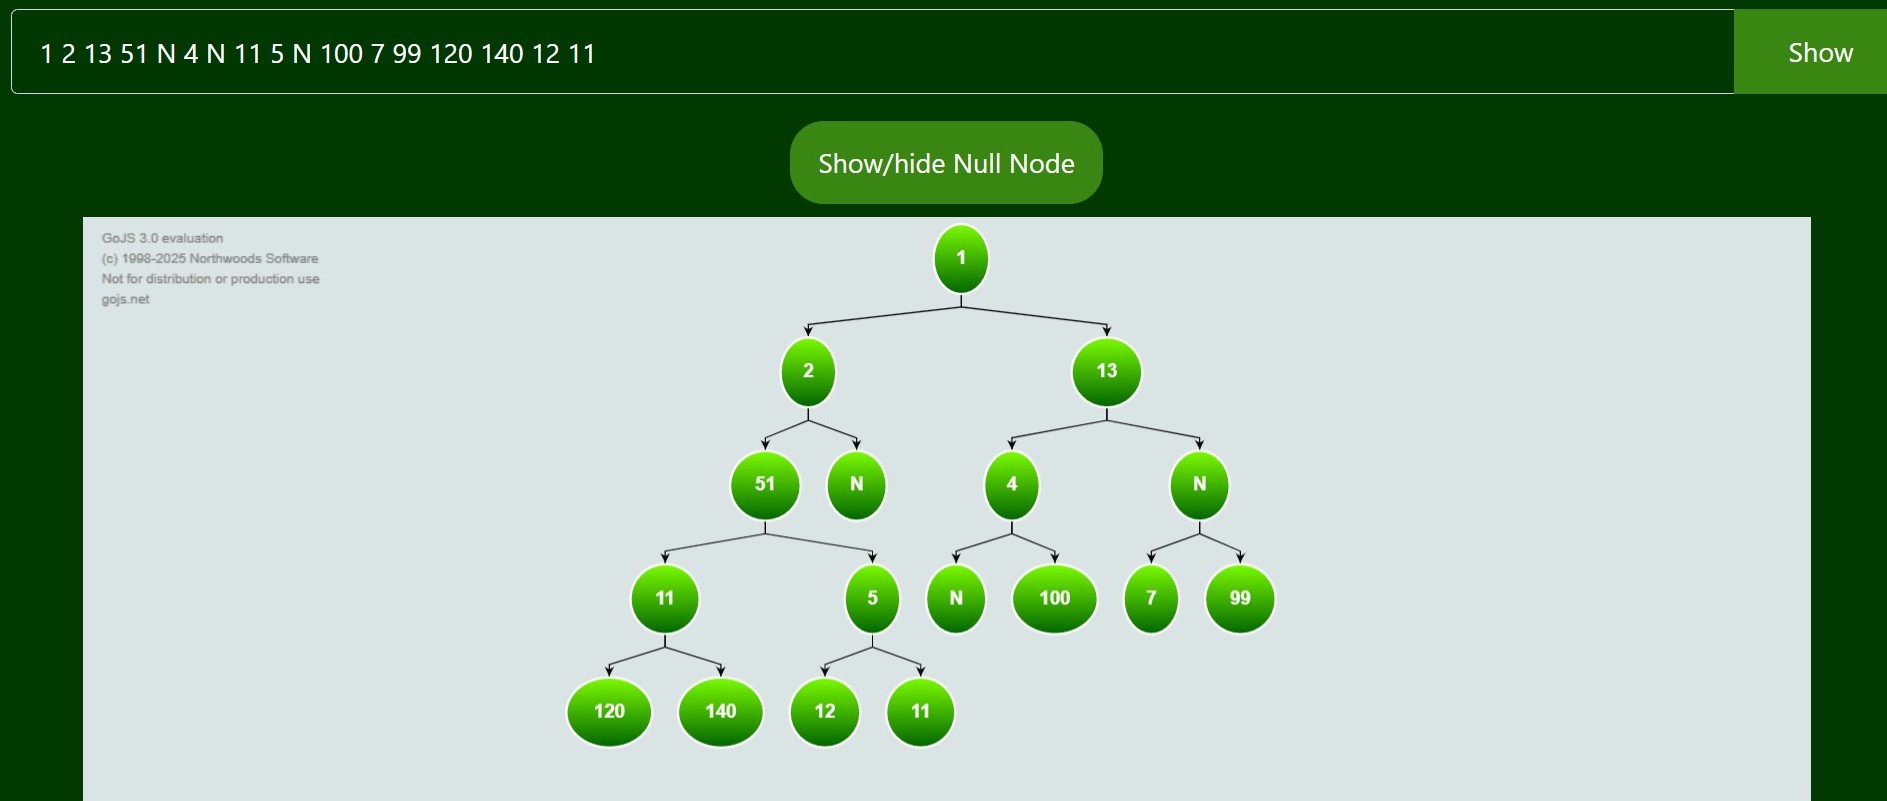 1 2 13 51 N 4 N 11 5 N 100 7 99 120 140 12 11
Show
Show/hide Null Node
GoJS 3.0 evaluation
(c) 1998-2025 Northwoods Software
Not for distribution or production use
gojs.net
1
2 13
51 N 4 N
11 5 N 100 7 99
120 140 12 11